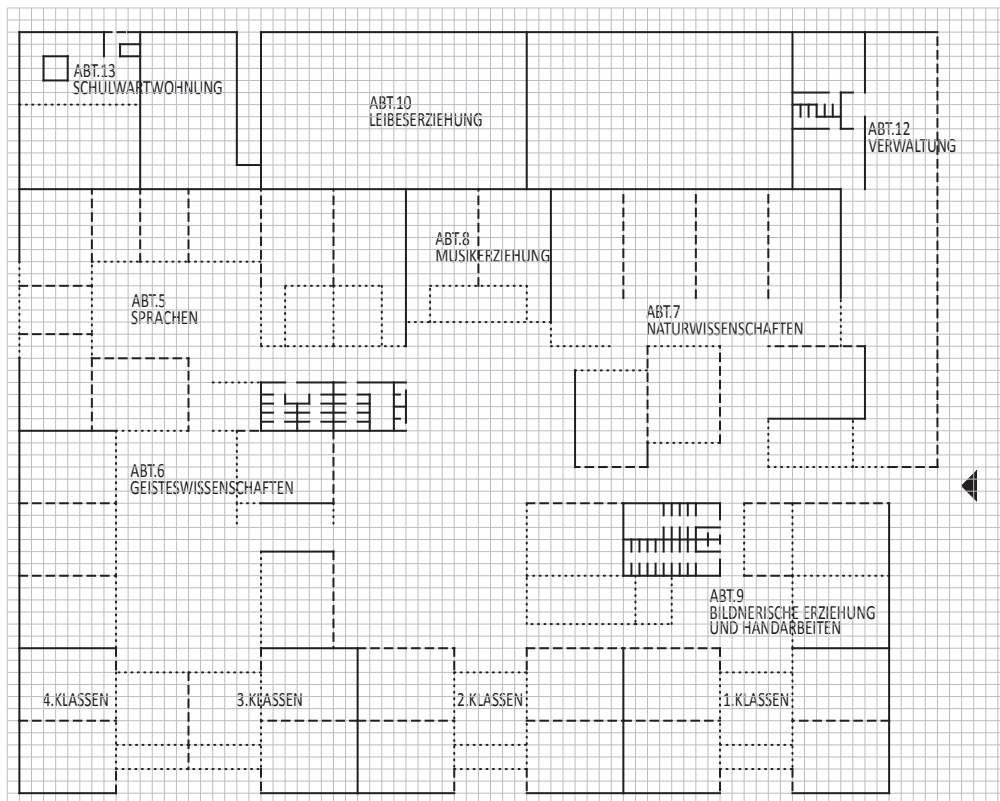 ABT.13
SCHULWARTWOHNUNG
ABT.10
LEIBESERZIEHUNG
ABT.12
VERWALTUNG
ABT.8
MUSIKERZIEHUNG
ABT.5
SPRACHEN
ABT.7
NATURWISSENSCHAFTEN
ABT.6
GEISTESWISSENSCHAFTEN
ABT.9
BILDNERISCHE ERZIEHUNG
UND HANDARBEITEN
4.KLASSEN
3.KLASSEN
2.KLASSEN
1.KLASSEN